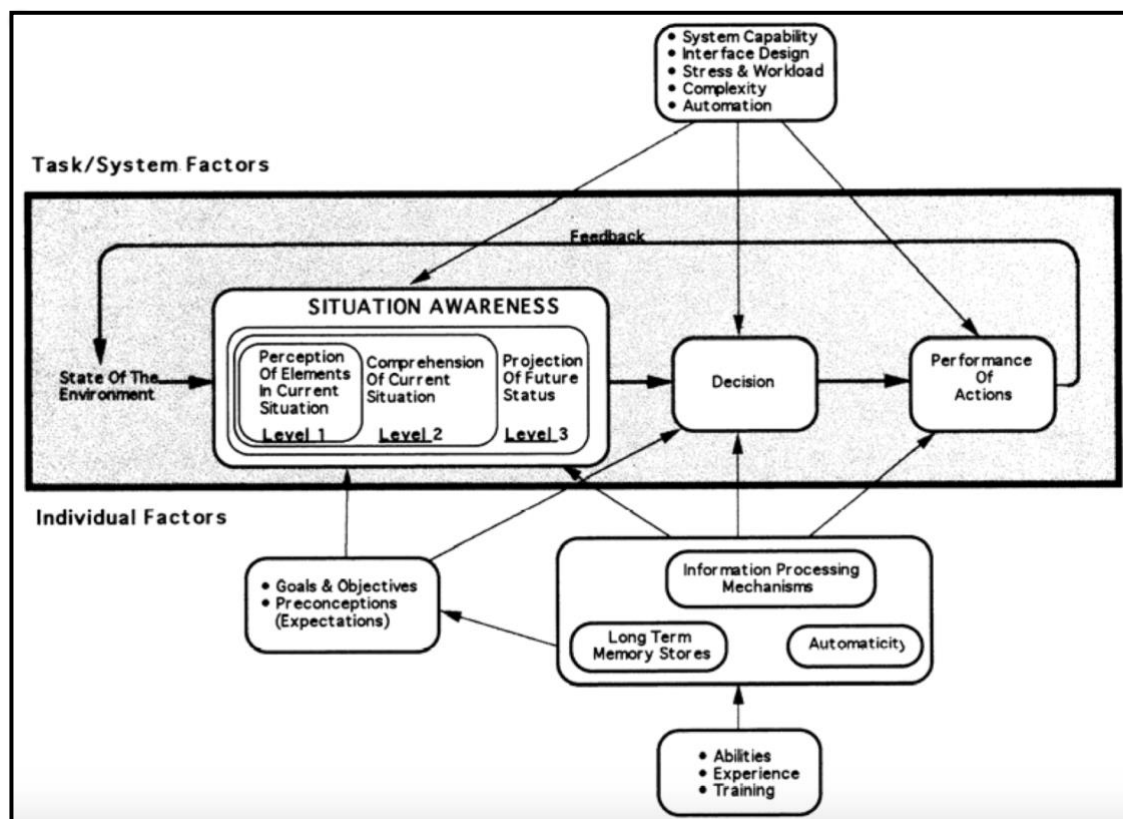 • System Capability
• Interface Design
• Stress & Workload
• Complexity
• Automation
Task/System Factors
Feedback
SITUATION AWARENESS
Perception
Of Elements
In Current
Situation
Level 1
Comprehension
Of Current
Situation
Level 2
Projection
Of Future
Status
Level 3
State Of The
Environment
Decision
Performance
Of
Actions
Individual Factors
• Goals & Objectives
• Preconceptions
(Expectations)
Information Processing
Mechanisms
Long Term
Memory Stores
Automaticity
• Abilities
• Experience
• Training